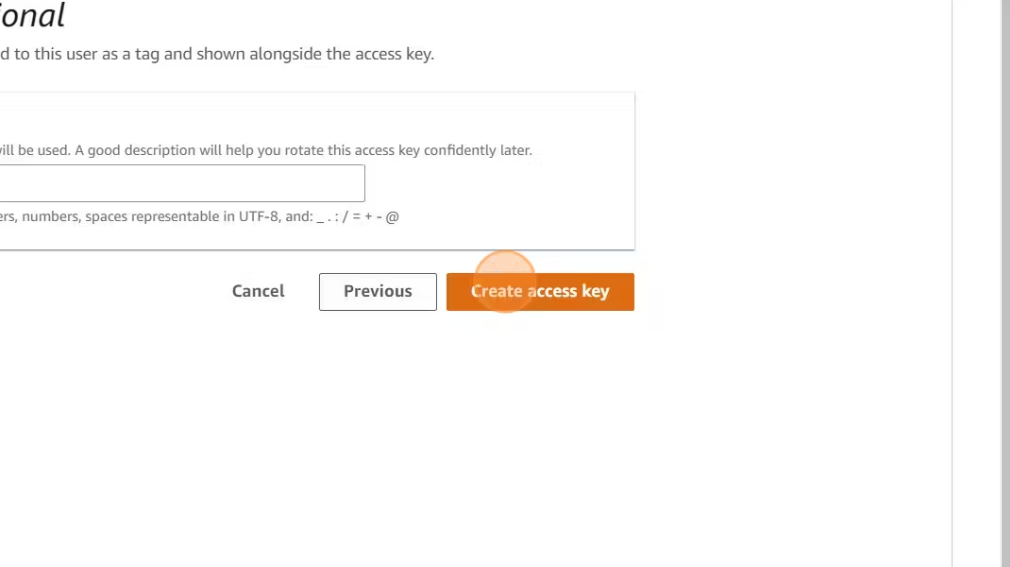 ional
d to this user as a tag and shown alongside the access key.
will be used. A good description will help you rotate this access key confidently later.
ers, numbers, spaces representable in UTF-8, and: _ . : / = + - @
Cancel Previous Create access key